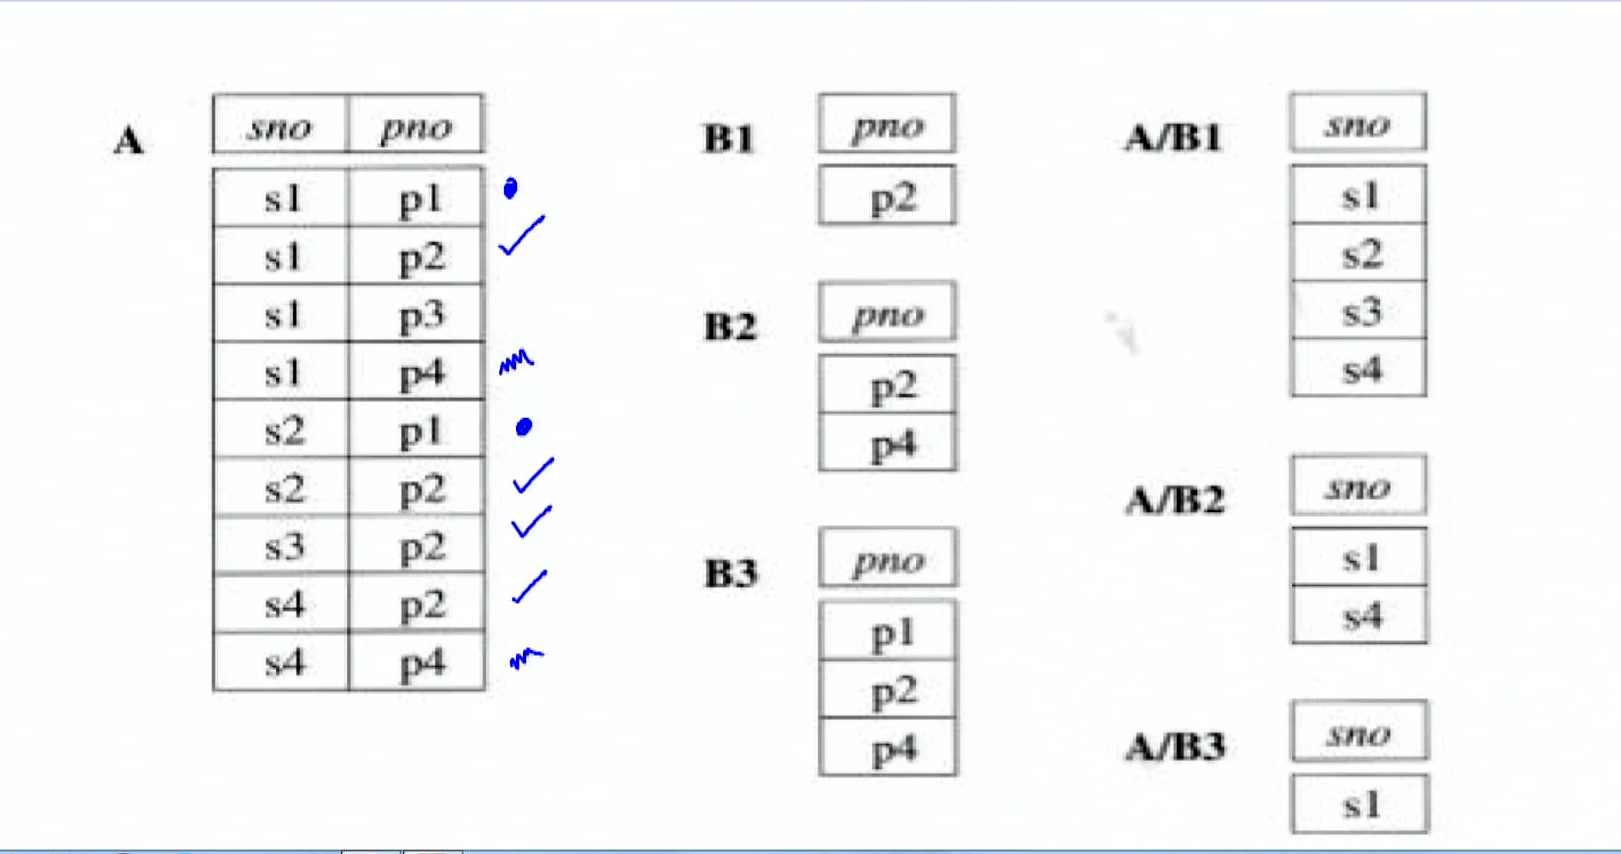 A
sno pno
s1 p1
s1 p2
s1 p3
s1 p4
s2 p1
s2 p2
s3 p2
s4 p2
s4 p4
B1
pno
p2
B2
pno
p2
p4
B3
pno
p1
p2
p4
A/B1
sno
s1
s2
s3
s4
A/B2
sno
s1
s4
A/B3
sno
s1